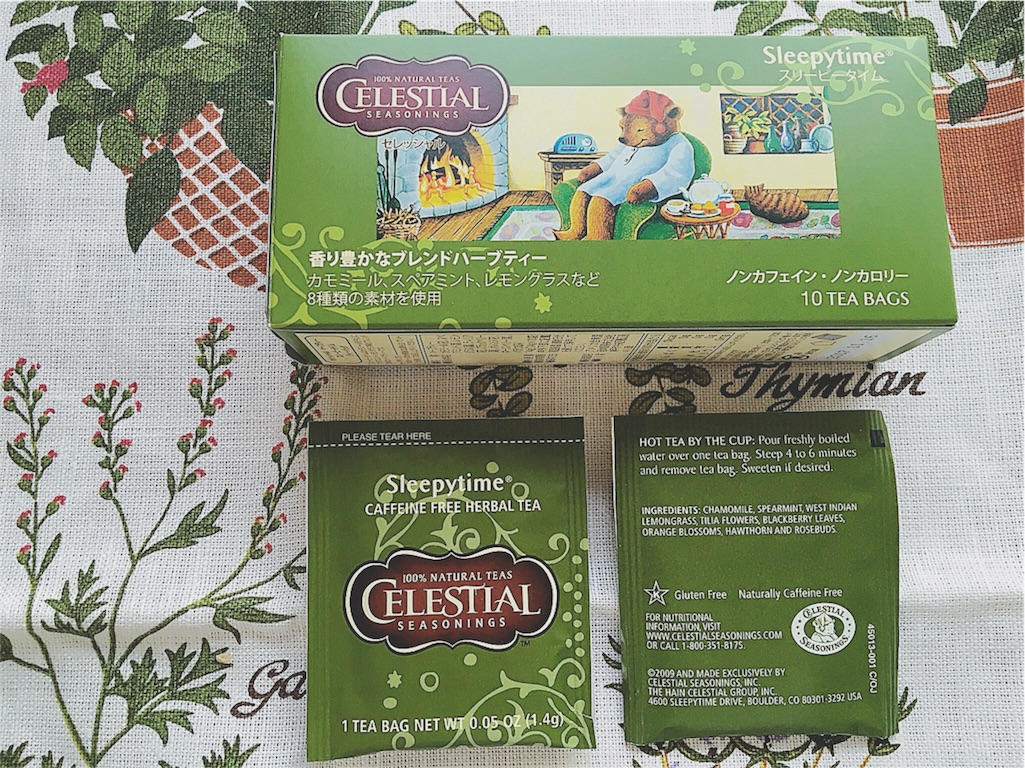 Sleepytime®
スリーピータイム
100% NATURAL TEAS
CELESTIAL
SEASONINGS
セレッシャル
香り豊かなブレンドハーブティー
カモミール、スペアミント、レモングラスなど
8種類の素材を使用
ノンカフェイン・ノンカロリー
10 TEA BAGS
Thymian
PLEASE TEAR HERE
Sleepytime®
CAFFEINE FREE HERBAL TEA
100% NATURAL TEAS
CELESTIAL
SEASONINGS
TM
1 TEA BAG NET WT 0.05 OZ (1.4g)
HOT TEA BY THE CUP: Pour freshly boiled
water over one tea bag. Steep 4 to 6 minutes
and remove tea bag. Sweeten if desired.
INGREDIENTS: CHAMOMILE, SPEARMINT, WEST INDIAN
LEMONGRASS, TILIA FLOWERS, BLACKBERRY LEAVES,
ORANGE BLOSSOMS, HAWTHORN AND ROSEBUDS.
K Gluten Free Naturally Caffeine Free
FOR NUTRITIONAL
INFORMATION, VISIT
WWW.CELESTIALSEASONINGS.COM
OR CALL 1-800-351-8175.
CELESTIAL
SEASONINGS
©2009 AND MADE EXCLUSIVELY BY
CELESTIAL SEASONINGS, INC.
THE HAIN CELESTIAL GROUP, INC.
4600 SLEEPYTIME DRIVE, BOULDER, CO 80301-3292 USA
45013-001 C/OJ
Ga